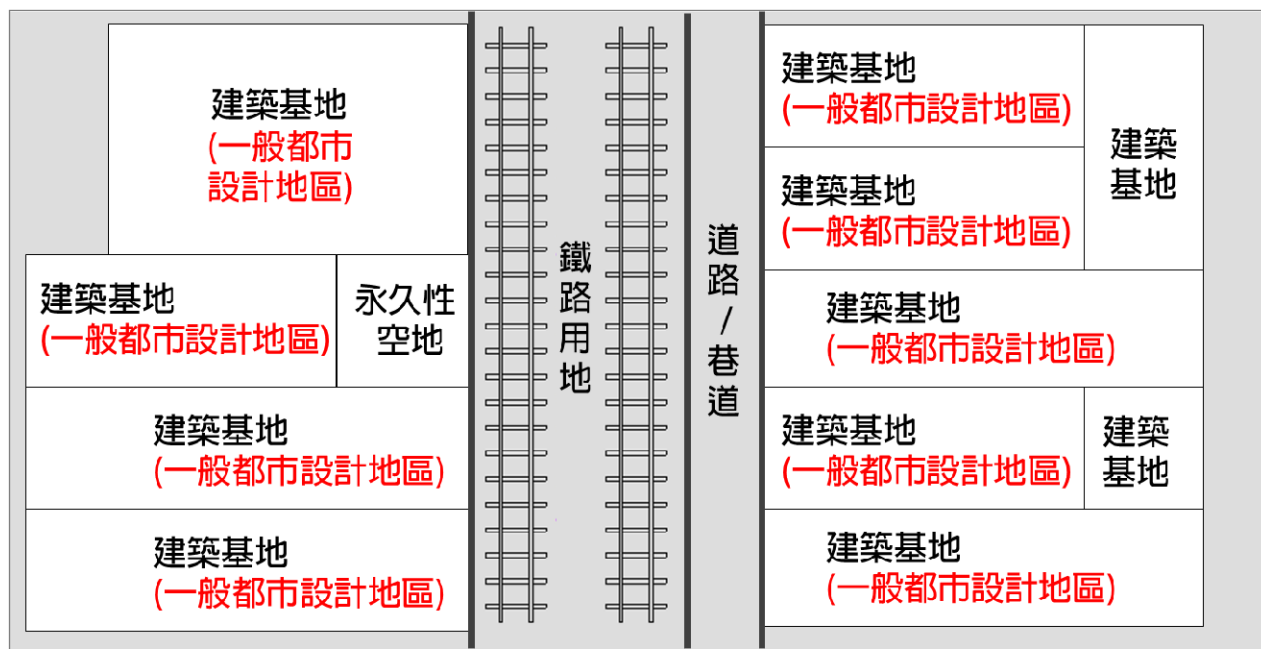 建築基地
(一般都市
設計地區)
建築基地
(一般都市設計地區)
永久性
空地
建築基地
(一般都市設計地區)
建築基地
(一般都市設計地區)
鐵路用地
道路/巷道
建築基地
(一般都市設計地區)
建築基地
(一般都市設計地區)
建築
基地
建築基地
(一般都市設計地區)
建築基地
(一般都市設計地區)
建築
基地
建築基地
(一般都市設計地區)